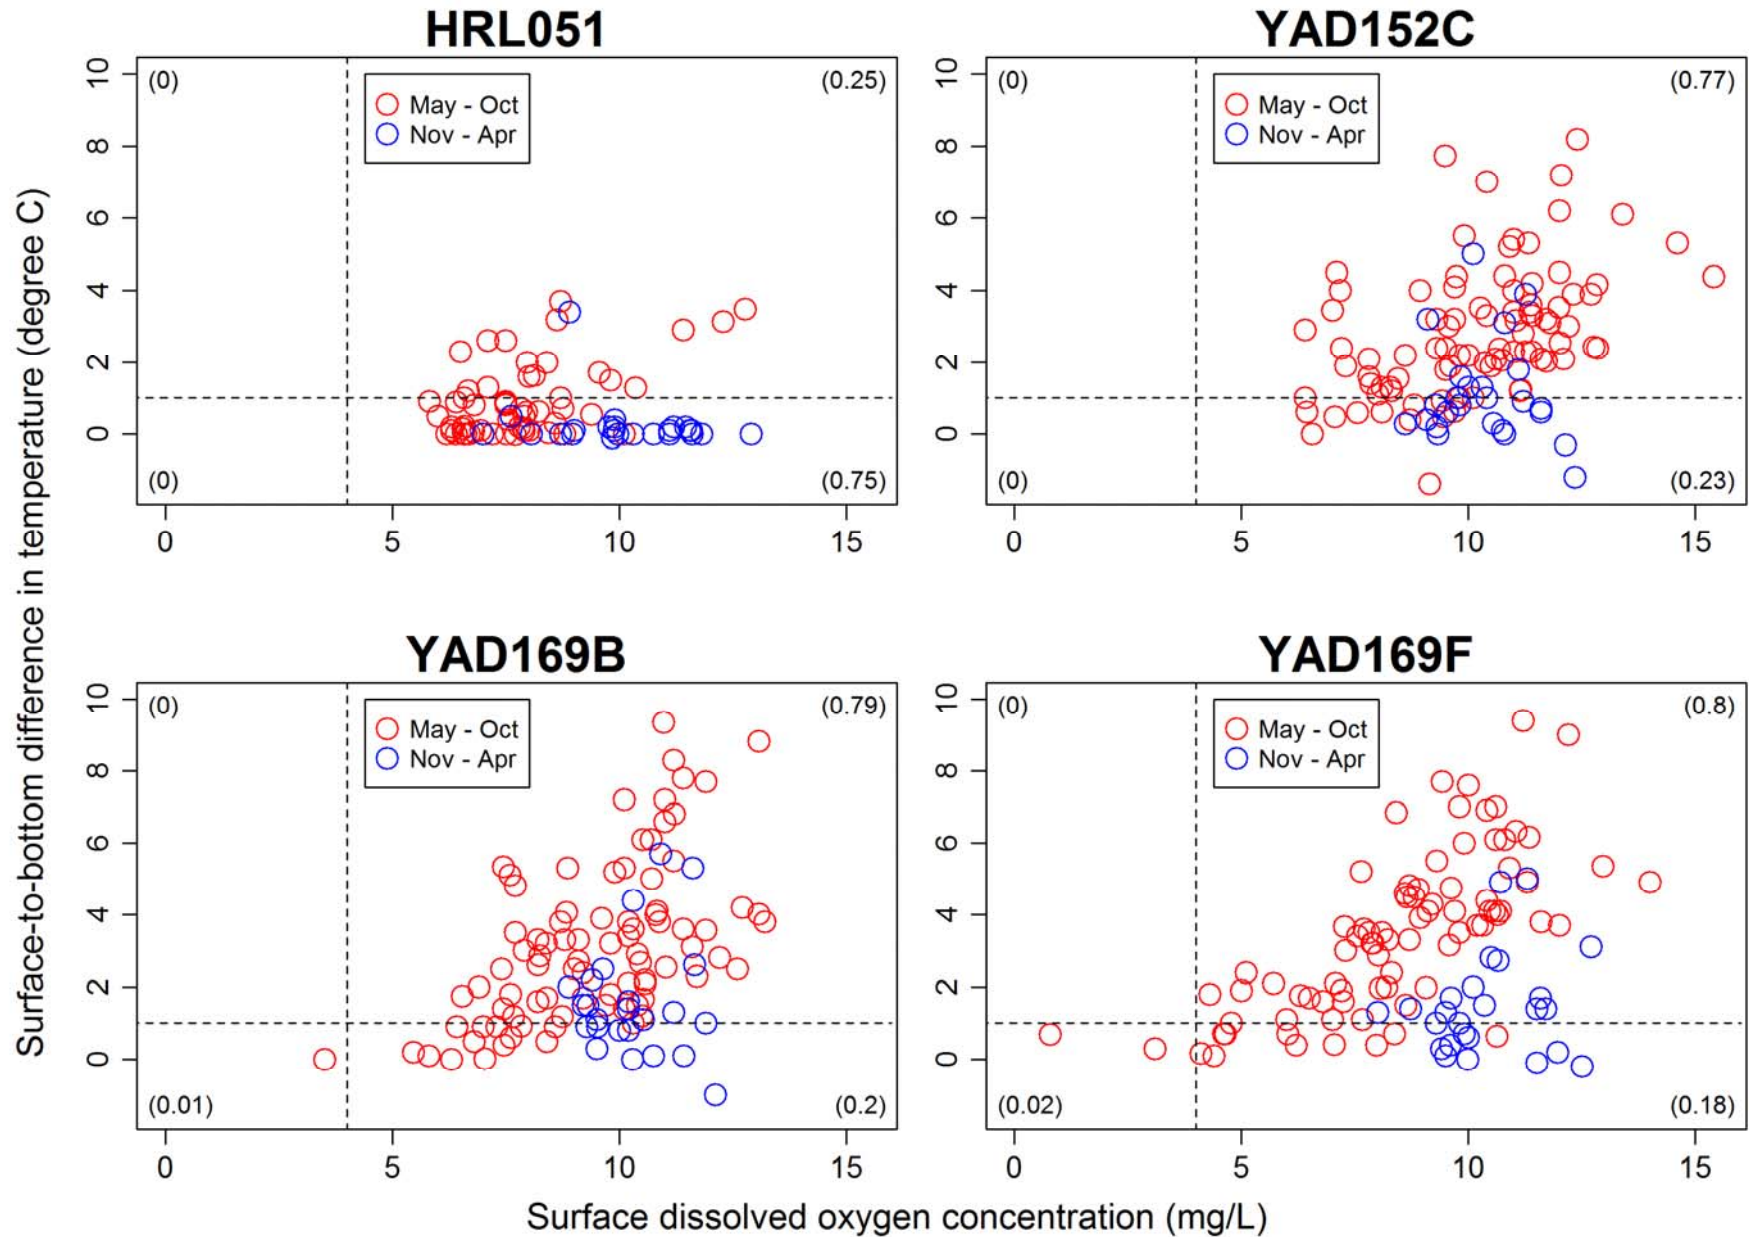 HRL051
YAD152C
(0)
(0.25)
May - Oct
Nov - Apr
(0)
(0.75)
0 2 4 6 8 10
0 5 10 15
(0)
(0.77)
May - Oct
Nov - Apr
(0)
(0.23)
0 2 4 6 8 10
0 5 10 15
YAD169B
YAD169F
(0)
(0.79)
May - Oct
Nov - Apr
(0.01)
(0.2)
0 2 4 6 8 10
0 5 10 15
(0)
(0.8)
May - Oct
Nov - Apr
(0.02)
(0.18)
0 2 4 6 8 10
0 5 10 15
Surface-to-bottom difference in temperature (degree C)
Surface dissolved oxygen concentration (mg/L)